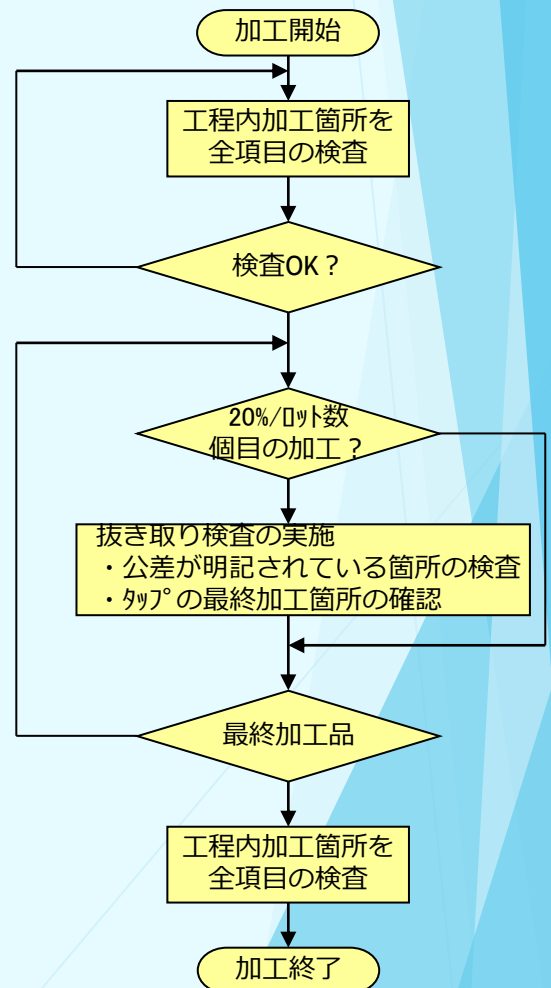 加工開始
工程内加工箇所を
全項目の検査
検査OK？
20%/ﾛｯﾄ数
個目の加工？
抜き取り検査の実施
・公差が明記されている箇所の検査
・ﾀｯﾌﾟの最終加工箇所の確認
最終加工品
工程内加工箇所を
全項目の検査
加工終了